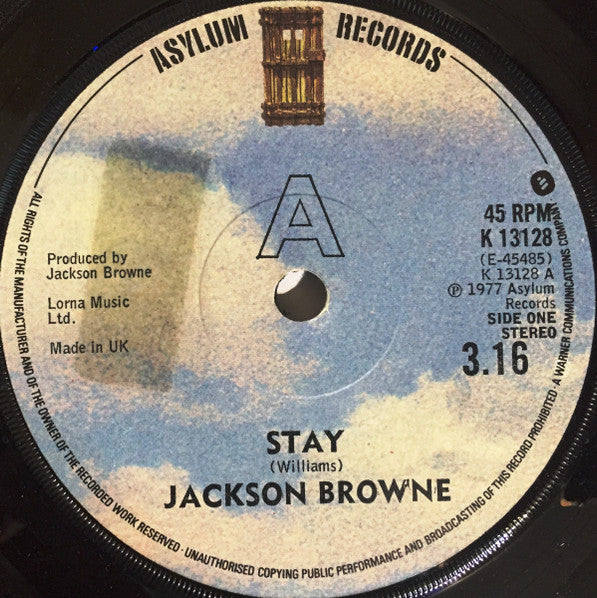 ASYLUM RECORDS
A
Produced by
Jackson Browne
Lorna Music
Ltd.
Made in UK
45 RPM
K 13128
(E-45485)
K 13128 A
℗ 1977 Asylum
Records
SIDE ONE
STEREO
3.16
STAY
(Williams)
JACKSON BROWNE
ALL RIGHTS OF THE MANUFACTURER AND OF THE OWNER OF THE RECORDED WORK RESERVED · UNAUTHORISED COPYING PUBLIC PERFORMANCE AND BROADCASTING OF THIS RECORD PROHIBITED · A WARNER COMMUNICATIONS COMPANY